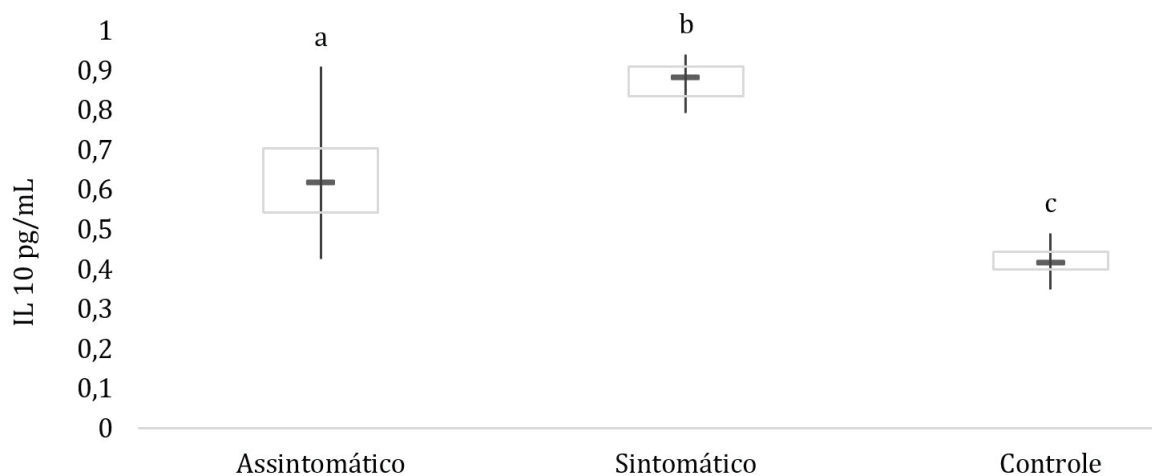 IL 10 pg/mL
1
0,9
0,8
0,7
0,6
0,5
0,4
0,3
0,2
0,1
0
a
b
c
Assintomático
Sintomático
Controle